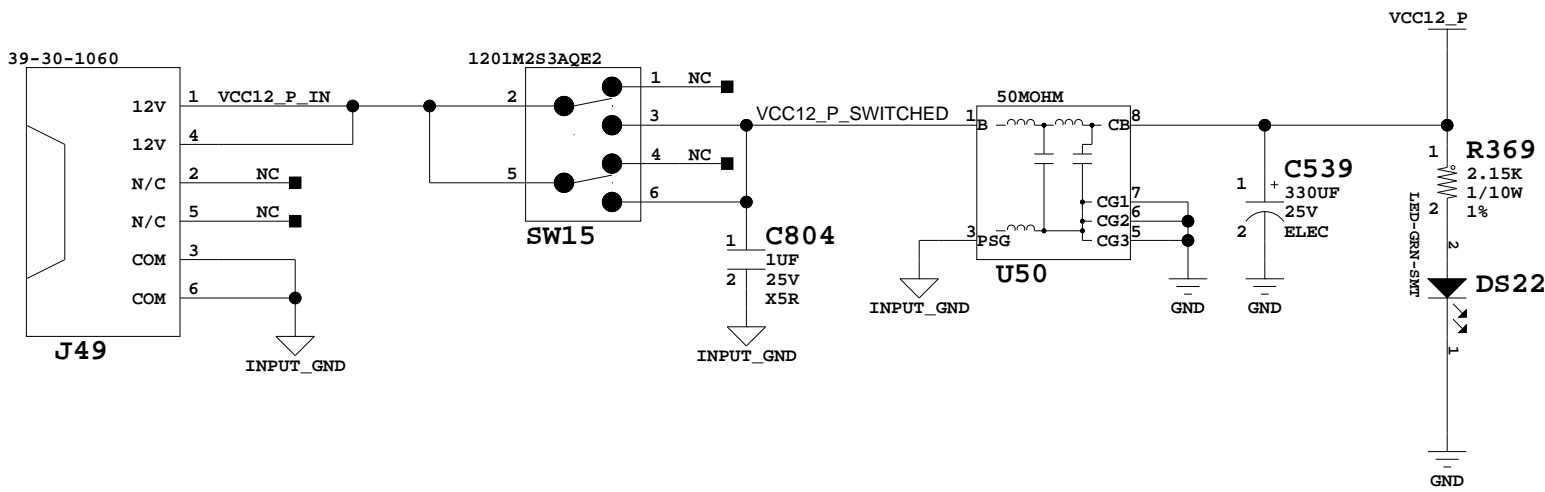 VCC12_P
39-30-1060
12V 1 VCC12_P_IN
12V 4
N/C 2 NC
N/C 5 NC
COM 3
COM 6
J49
INPUT_GND
1201M2S3AQE2
2
5
1 NC
3
4 NC
6
SW15
VCC12_P_SWITCHED
1 C804
1UF
2 25V
X5R
INPUT_GND
50MOHM
1 B
CB 8
CG1 7
CG2 6
CG3 5
3 PSG
U50
INPUT_GND
GND
C539
1 + 330UF
25V
2 ELEC
GND
1 R369
2.15K
1/10W
2 1%
LED-GRN-SMT
2
DS22
1
GND